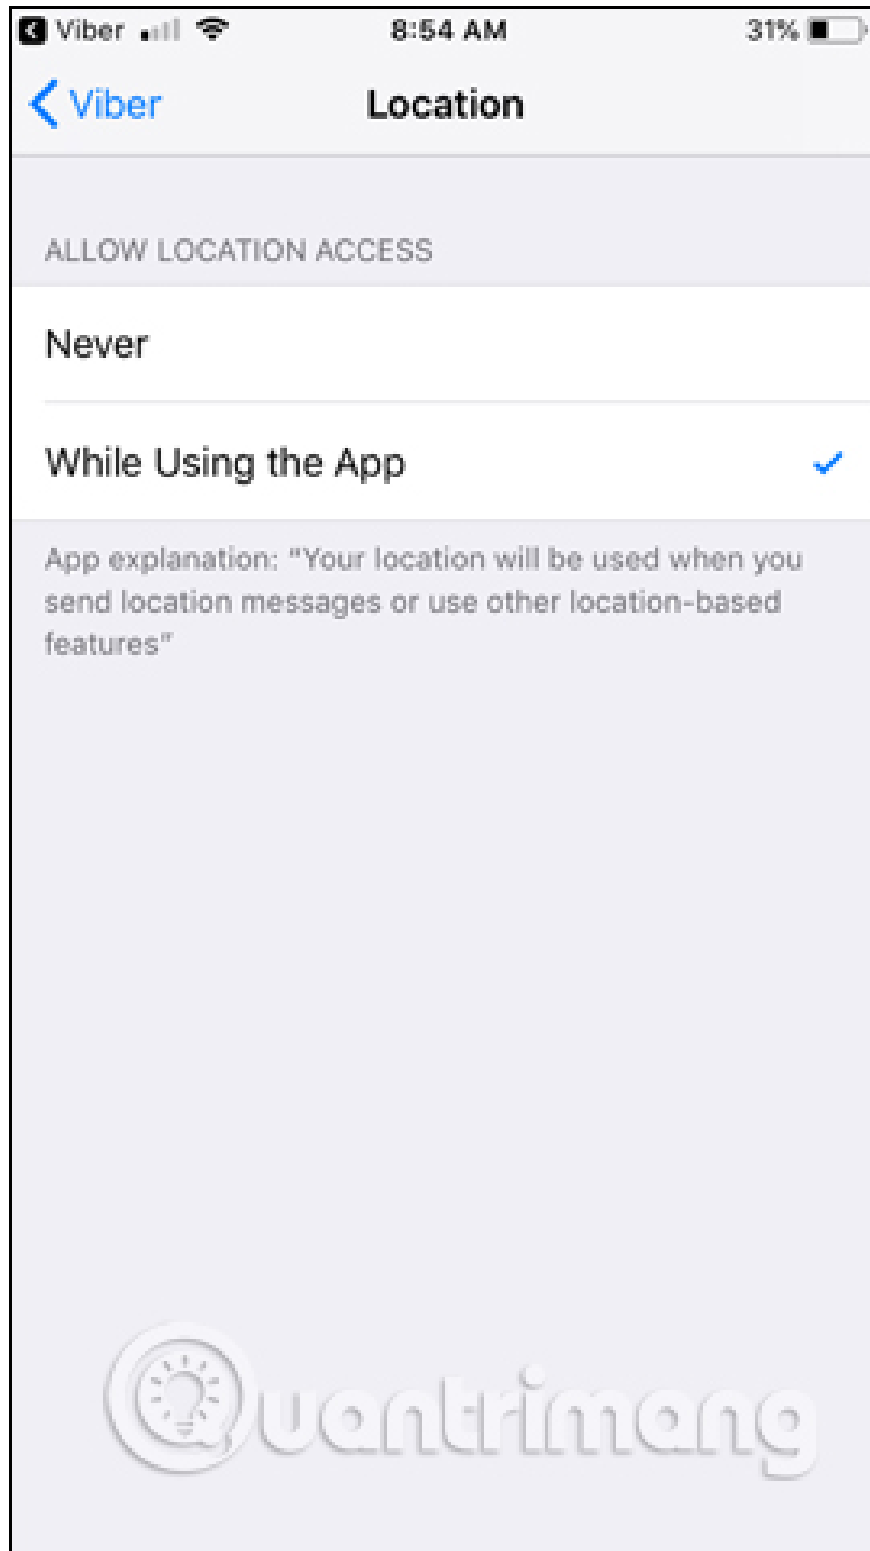 Viber 8:54 AM 31%
Viber Location
ALLOW LOCATION ACCESS
Never
While Using the App
App explanation: “Your location will be used when you
send location messages or use other location-based
features”
Quantrimang